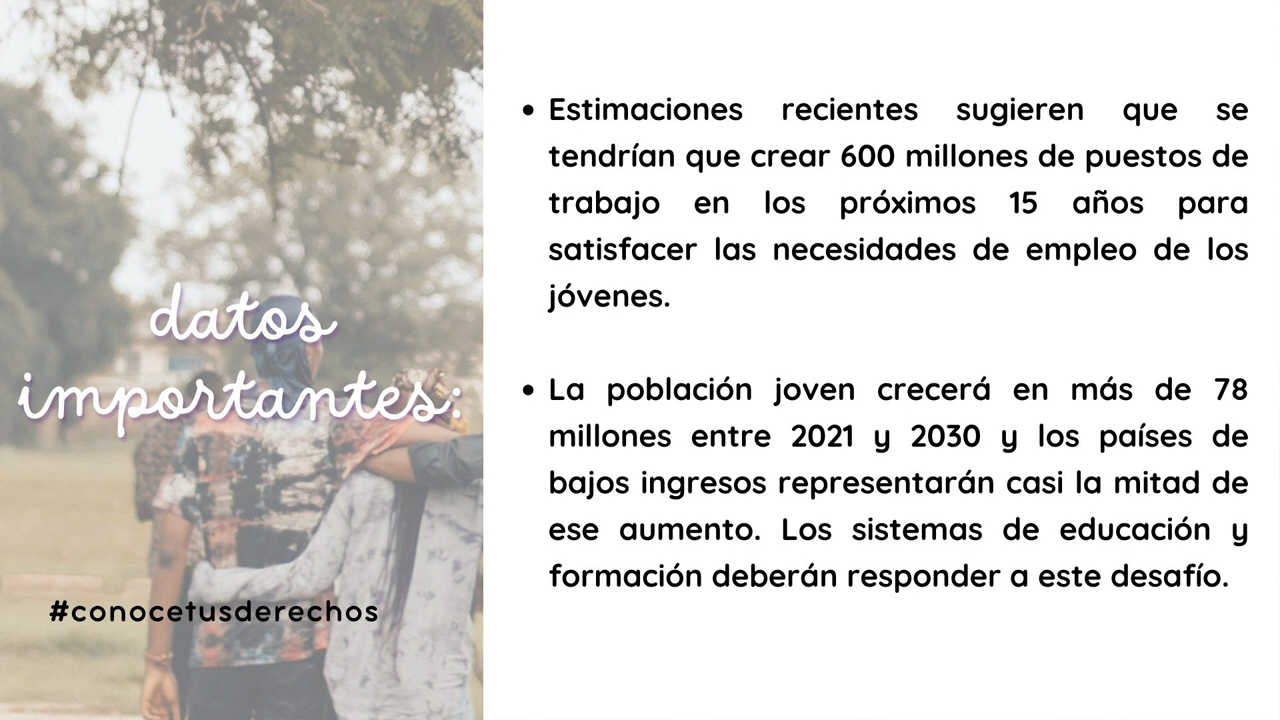 datos
importantes:
#conocetusderechos
• Estimaciones recientes sugieren que se
tendrían que crear 600 millones de puestos de
trabajo en los próximos 15 años para
satisfacer las necesidades de empleo de los
jóvenes.
• La población joven crecerá en más de 78
millones entre 2021 y 2030 y los países de
bajos ingresos representarán casi la mitad de
ese aumento. Los sistemas de educación y
formación deberán responder a este desafío.